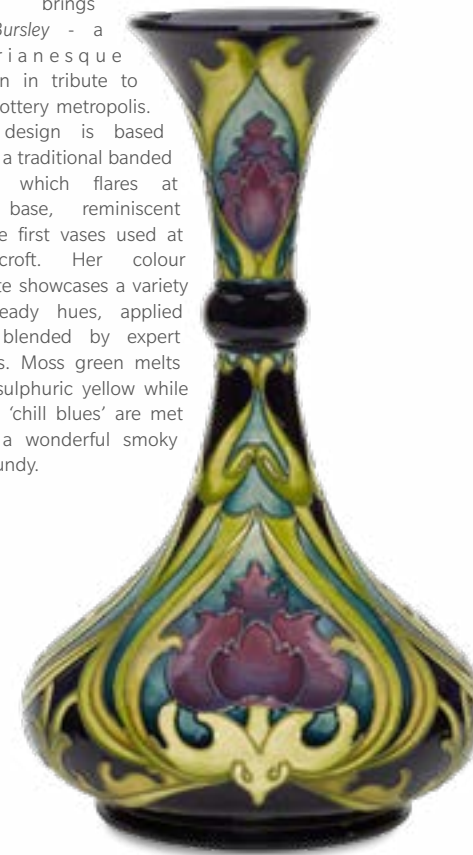 brings
Bursley - a
rianesque
n in tribute to
ottery metropolis.
design is based
a traditional banded
which flares at
base, reminiscent
e first vases used at
croft. Her colour
te showcases a variety
eady hues, applied
blended by expert
s. Moss green melts
sulphuric yellow while
'chill blues' are met
a wonderful smoky
undy.